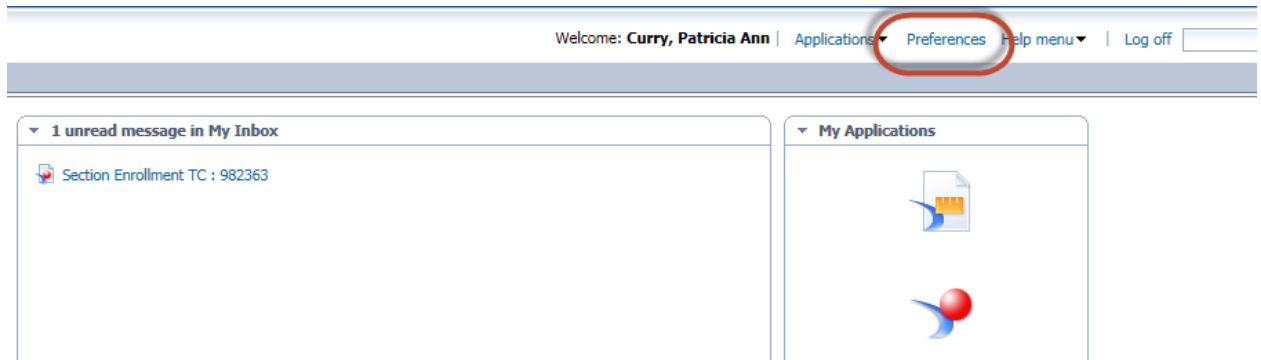 Welcome: Curry, Patricia Ann | Applications Preferences Help menu | Log off
1 unread message in My Inbox
My Applications
Section Enrollment TC : 982363